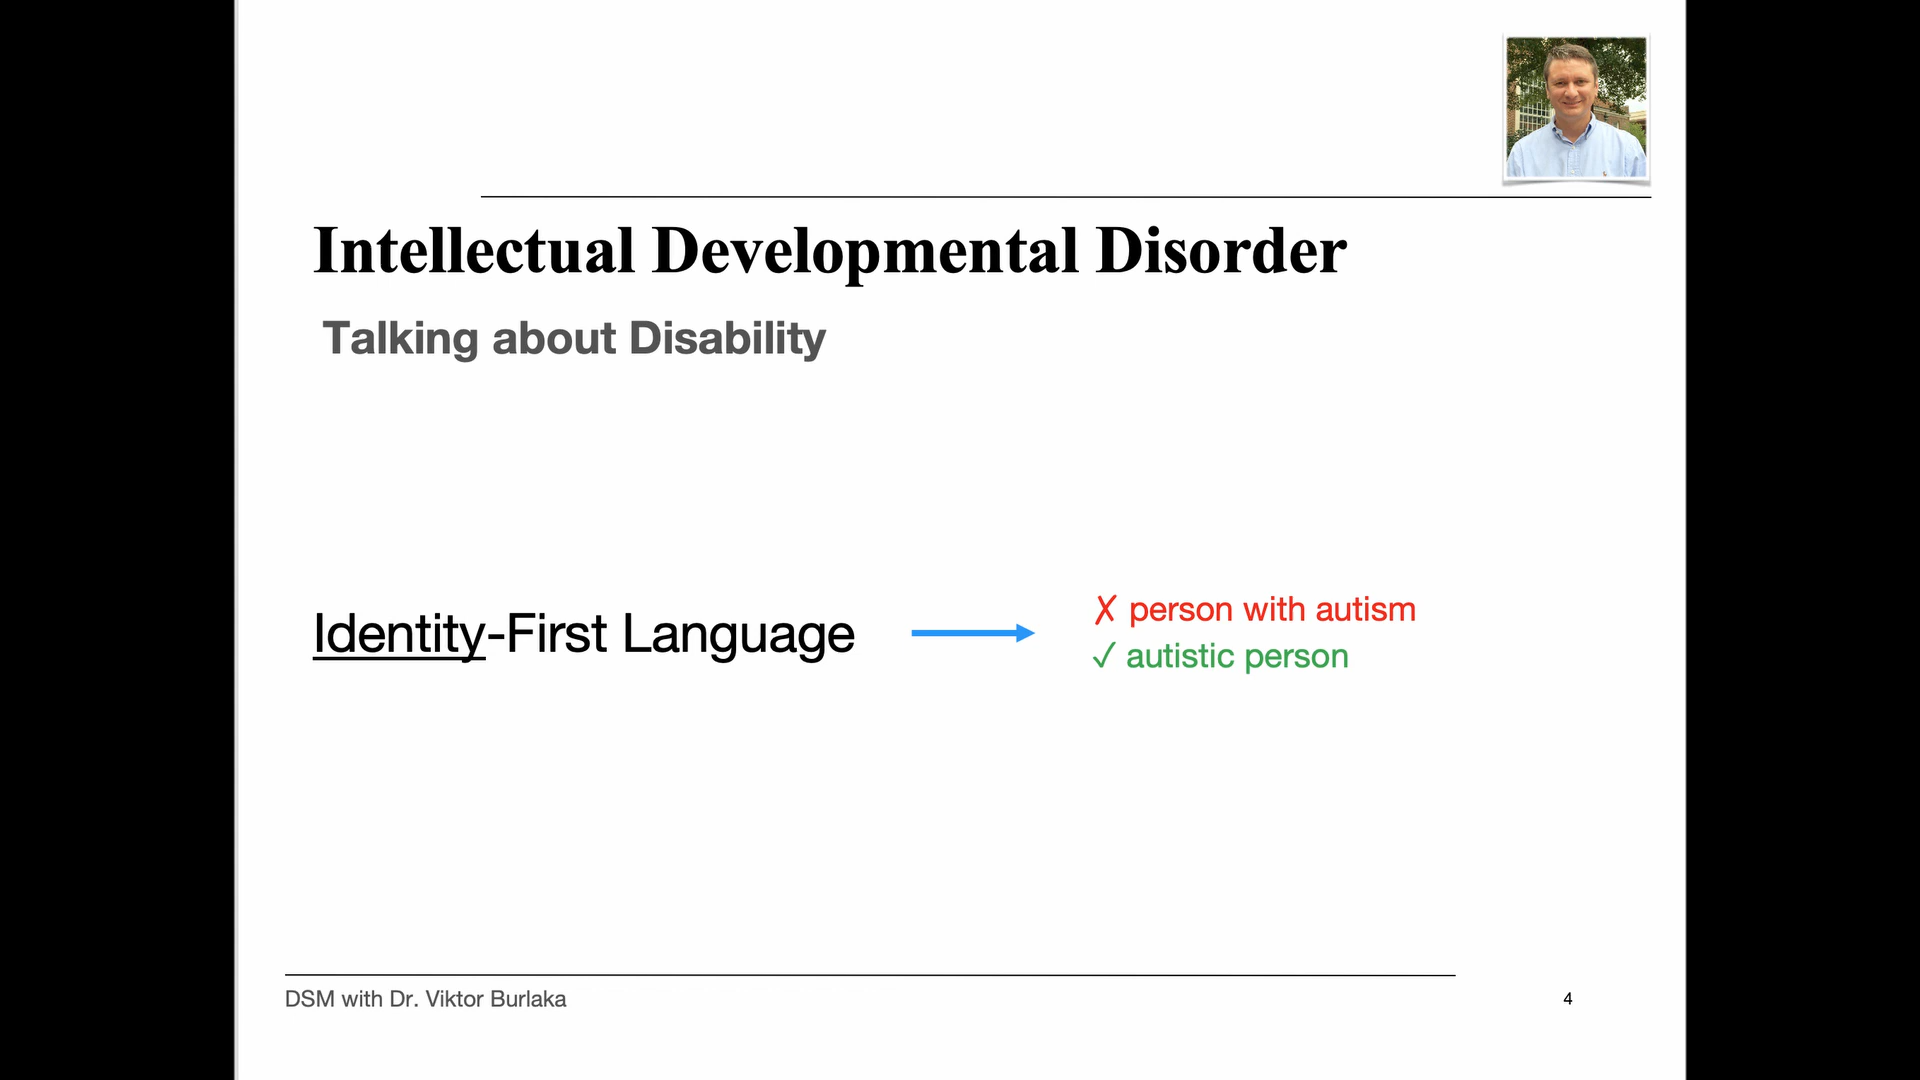 Intellectual Developmental Disorder
Talking about Disability
Identity-First Language
✗ person with autism
✓ autistic person
DSM with Dr. Viktor Burlaka
4